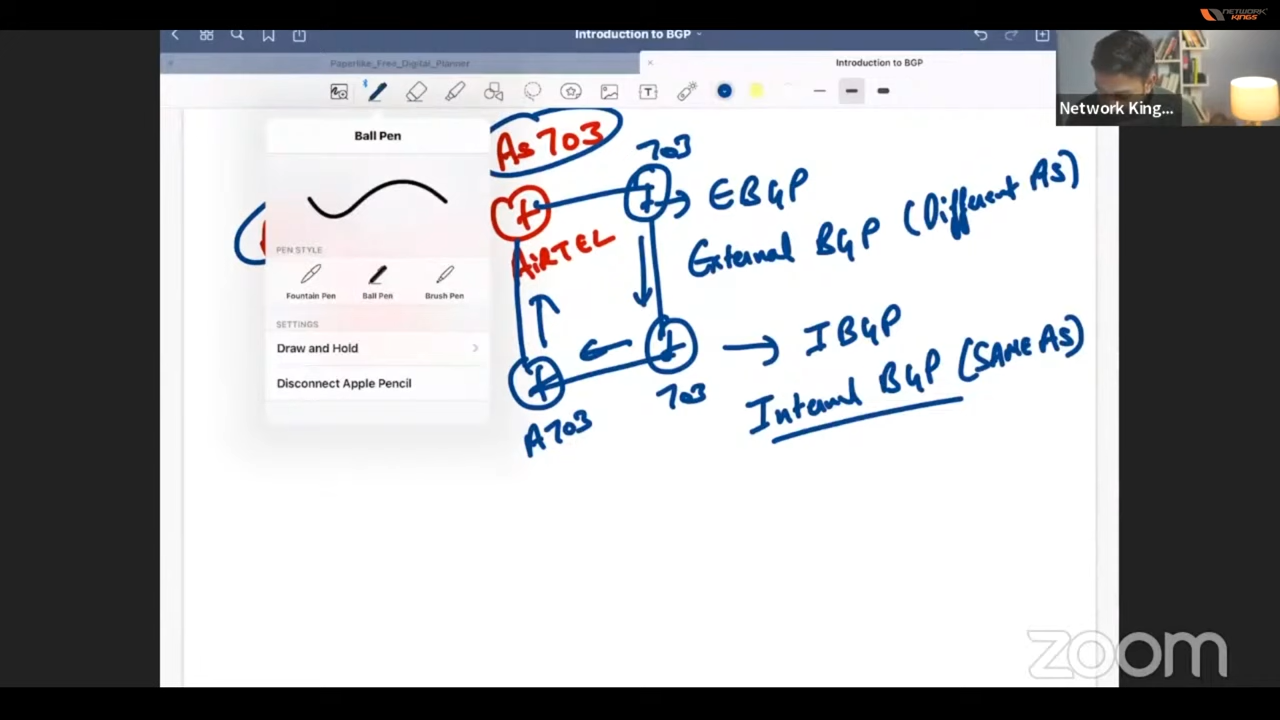 NETWORK KINGS
Introduction to BGP
Paperlike_Free_Digital_Planner
Introduction to BGP
Network King...
Ball Pen
PEN STYLE
Fountain Pen
Ball Pen
Brush Pen
SETTINGS
Draw and Hold
Disconnect Apple Pencil
AS703
703
EBGP
External BGP (Different AS)
AIRTEL
IBGP
Internal BGP (SAME AS)
703
A703
zoom